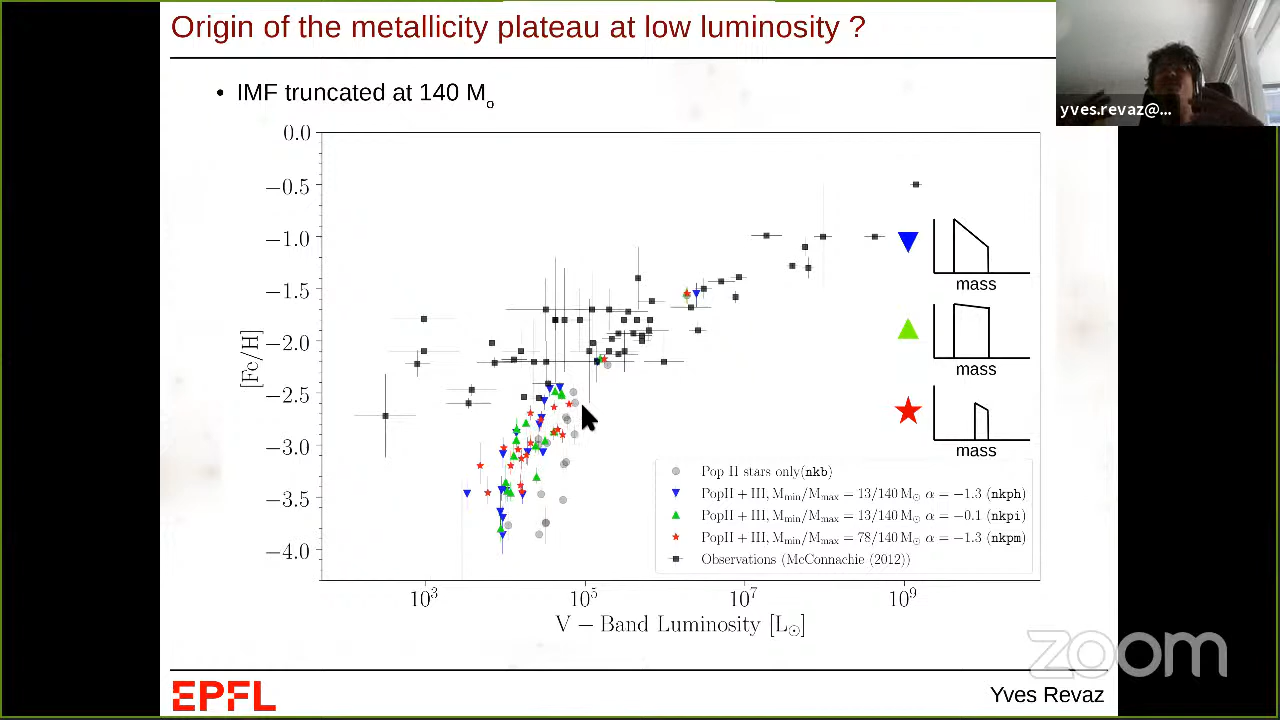 Origin of the metallicity plateau at low luminosity ?
yves.revaz@...
• IMF truncated at 140 M₀
0.0
−0.5
−1.0
−1.5
−2.0
−2.5
−3.0
−3.5
−4.0
[Fe/H]
mass
mass
mass
Pop II stars only(nkb)
PopII + III, Mmin/Mmax = 13/140 M⊙ α = −1.3 (nkph)
PopII + III, Mmin/Mmax = 13/140 M⊙ α = −0.1 (nkpi)
PopII + III, Mmin/Mmax = 78/140 M⊙ α = −1.3 (nkpm)
Observations (McConnachie (2012))
10³ 10⁵ 10⁷ 10⁹
V − Band Luminosity [L⊙]
zoom
EPFL
Yves Revaz